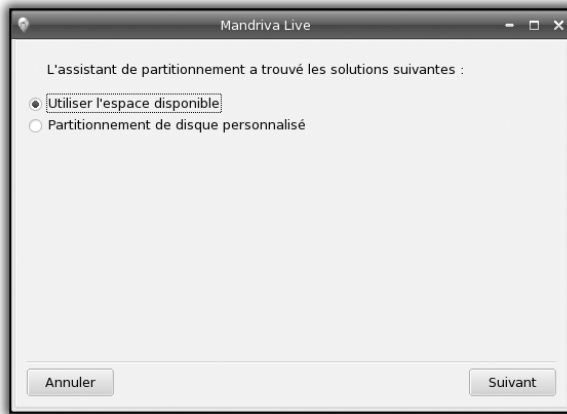 Mandriva Live
L'assistant de partitionnement a trouvé les solutions suivantes :
Utiliser l'espace disponible
Partitionnement de disque personnalisé
Annuler
Suivant